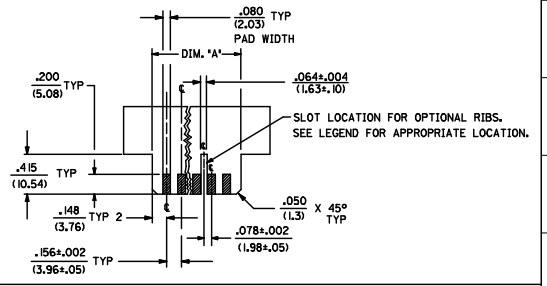 .080 TYP
(2.03)
PAD WIDTH
DIM. "A"
.200 TYP
(5.08)
.064±.004
(1.63±.10)
℄
SLOT LOCATION FOR OPTIONAL RIBS.
SEE LEGEND FOR APPROPRIATE LOCATION.
℄
℄
.415 TYP
(10.54)
.050 X 45°
(1.3) TYP
.148 TYP 2
(3.76)
℄
.078±.002
(1.98±.05)
.156±.002 TYP
(3.96±.05)